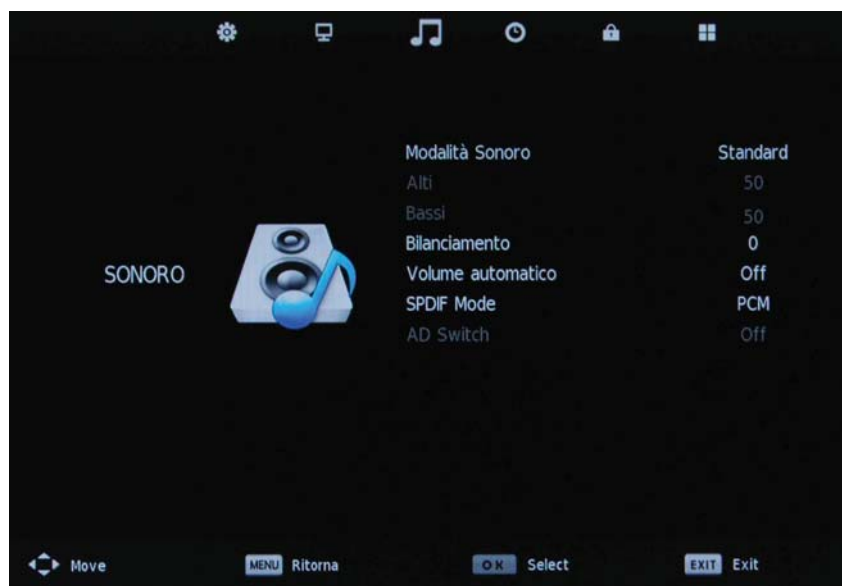 Modalità Sonoro Standard
Alti 50
Bassi 50
Bilanciamento 0
SONORO
Volume automatico Off
SPDIF Mode PCM
AD Switch Off
Move MENU Ritorna OK Select EXIT Exit